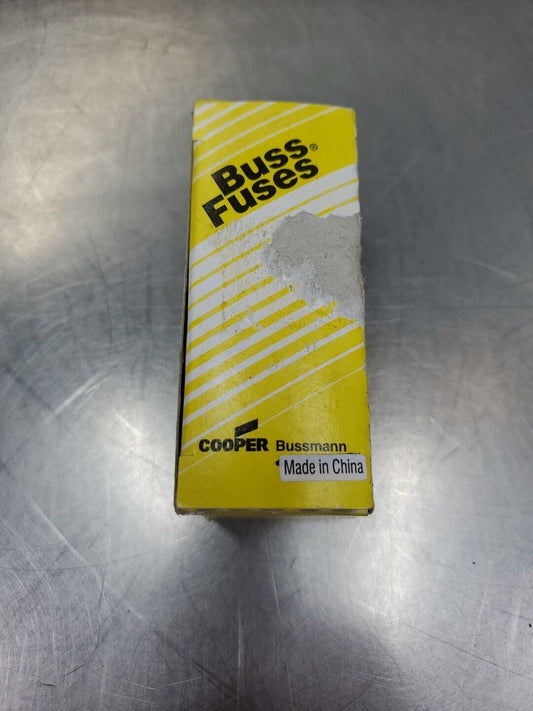 Buss®
Fuses
COOPER Bussmann
Made in China